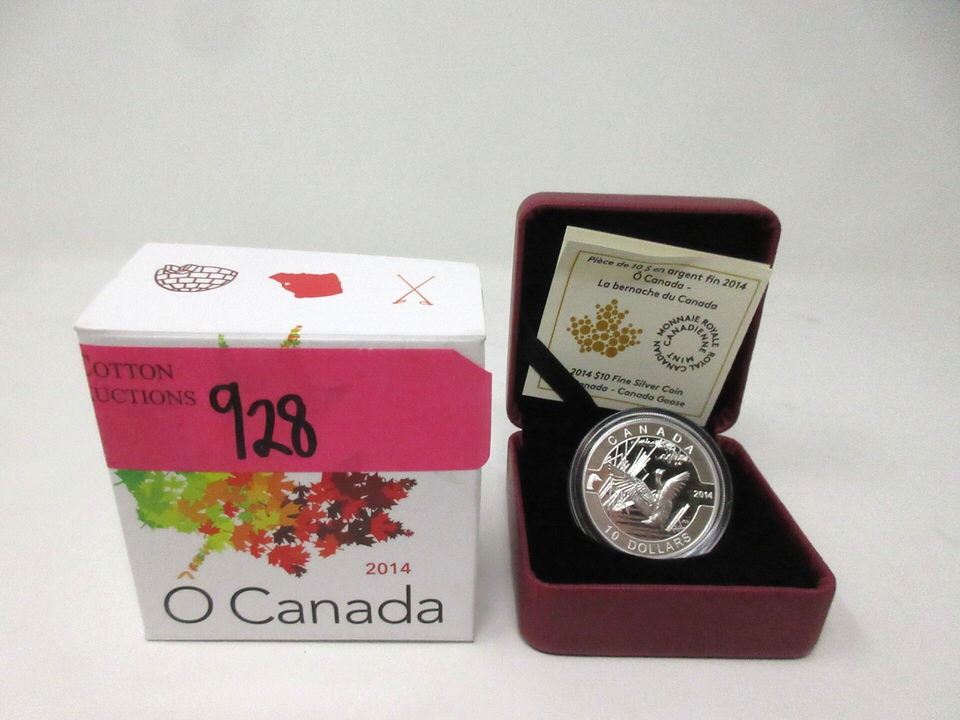 COTTON
AUCTIONS
928
2014
O Canada
Pièce de 10 $ en argent fin 2014
Ô Canada -
La bernache du Canada
MONNAIE ROYALE CANADIENNE
ROYAL CANADIAN MINT
2014 $10 Fine Silver Coin
Canada - Canada Goose
CANADA
2014
10 DOLLARS